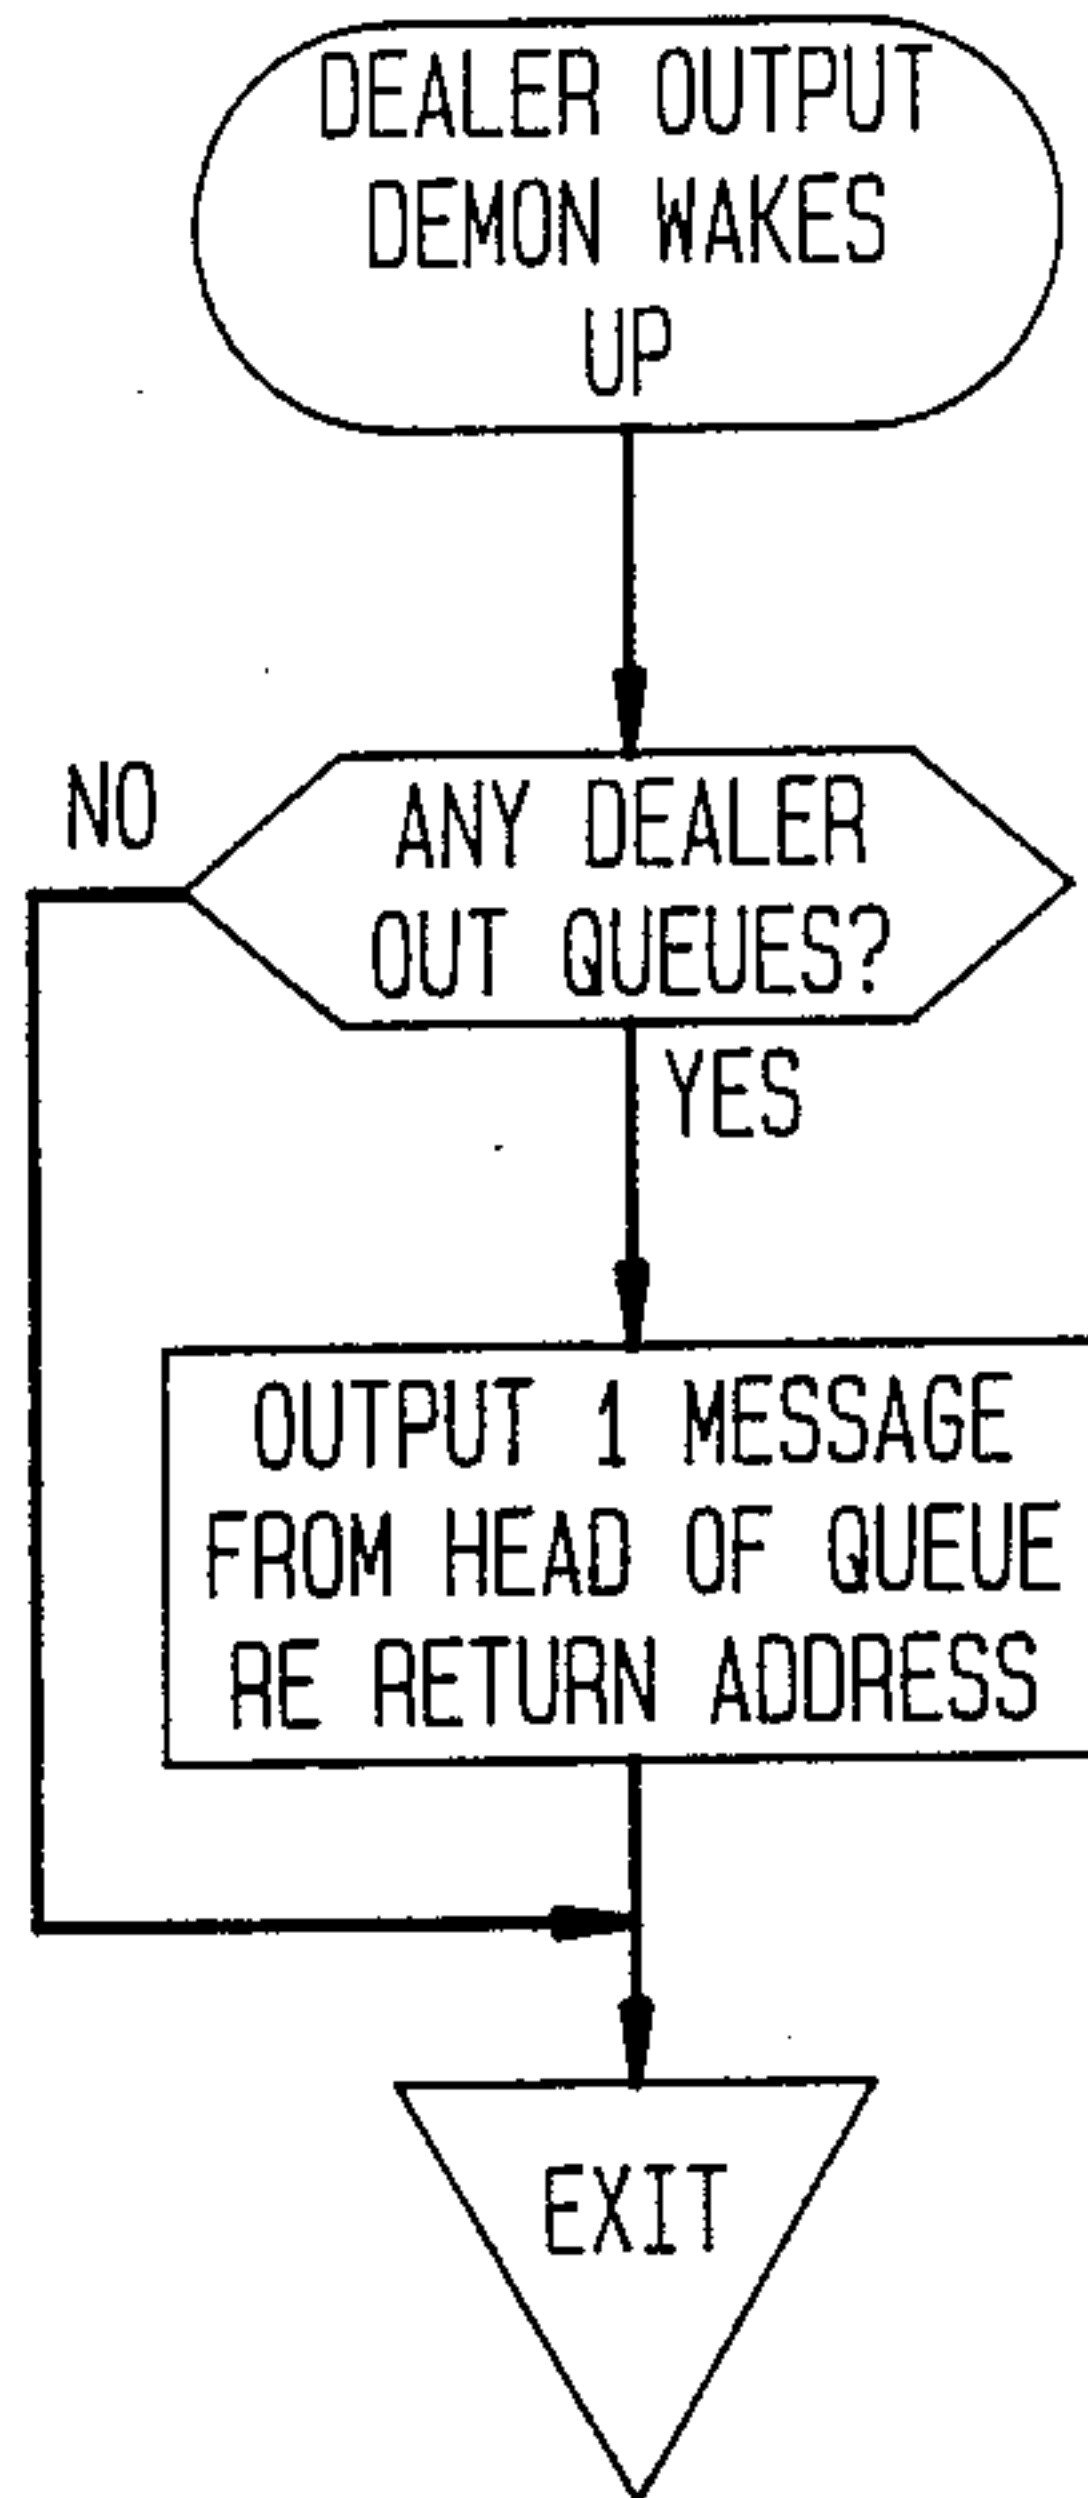 DEALER OUTPUT
DEMON WAKES
UP
NO
ANY DEALER
OUT QUEUES?
YES
OUTPUT 1 MESSAGE
FROM HEAD OF QUEUE
RE RETURN ADDRESS
EXIT